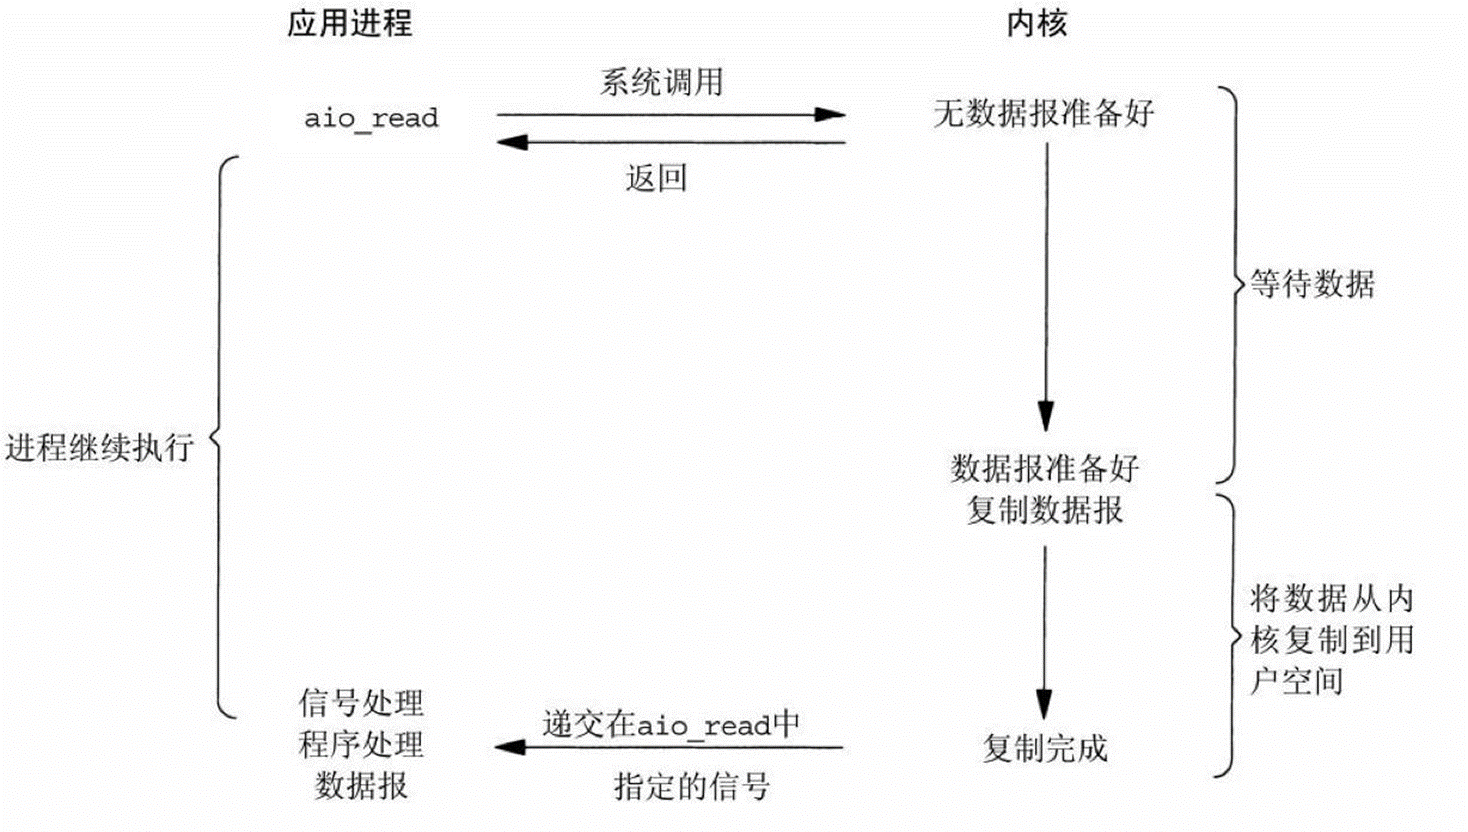 应用进程
内核
系统调用
aio_read
无数据报准备好
返回
等待数据
进程继续执行
数据报准备好
复制数据报
将数据从内
核复制到用
户空间
信号处理
程序处理
数据报
递交在aio_read中
指定的信号
复制完成